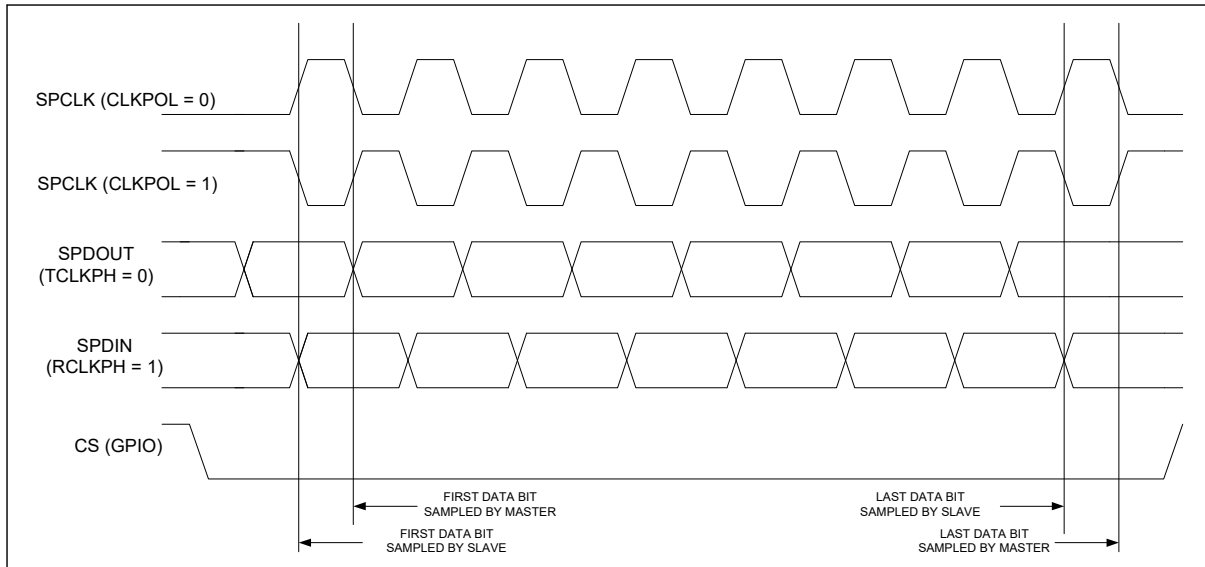 SPCLK (CLKPOL = 0)
SPCLK (CLKPOL = 1)
SPDOUT
(TCLKPH = 0)
SPDIN
(RCLKPH = 1)
CS (GPIO)
FIRST DATA BIT
SAMPLED BY MASTER
LAST DATA BIT
SAMPLED BY SLAVE
FIRST DATA BIT
SAMPLED BY SLAVE
LAST DATA BIT
SAMPLED BY MASTER